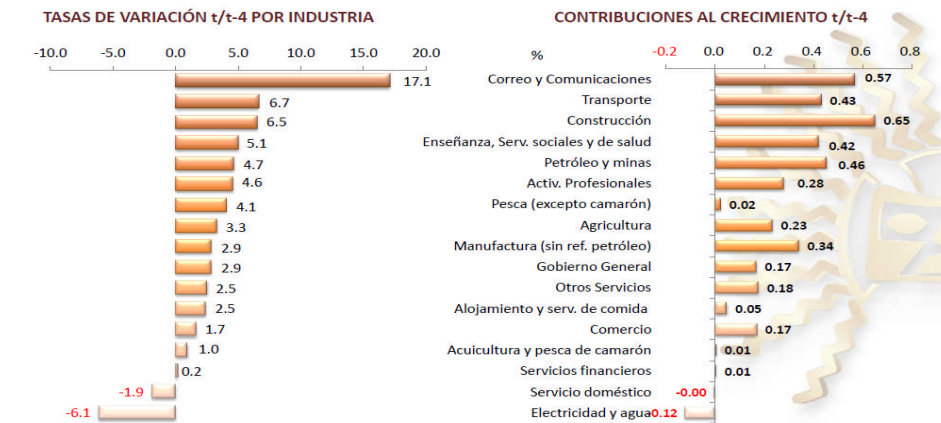 TASAS DE VARIACIÓN t/t-4 POR INDUSTRIA
CONTRIBUCIONES AL CRECIMIENTO t/t-4
-10.0 -5.0 0.0 5.0 10.0 15.0 20.0
% -0.2 0.0 0.2 0.4 0.6 0.8
17.1 Correo y Comunicaciones 0.57
6.7 Transporte 0.43
6.5 Construcción 0.65
5.1 Enseñanza, Serv. sociales y de salud 0.42
4.7 Petróleo y minas 0.46
4.6 Activ. Profesionales 0.28
4.1 Pesca (excepto camarón) 0.02
3.3 Agricultura 0.23
2.9 Manufactura (sin ref. petróleo) 0.34
2.9 Gobierno General 0.17
2.5 Otros Servicios 0.18
2.5 Alojamiento y serv. de comida 0.05
1.7 Comercio 0.17
1.0 Acuicultura y pesca de camarón 0.01
0.2 Servicios financieros 0.01
-1.9 Servicio doméstico -0.00
-6.1 Electricidad y agua -0.12